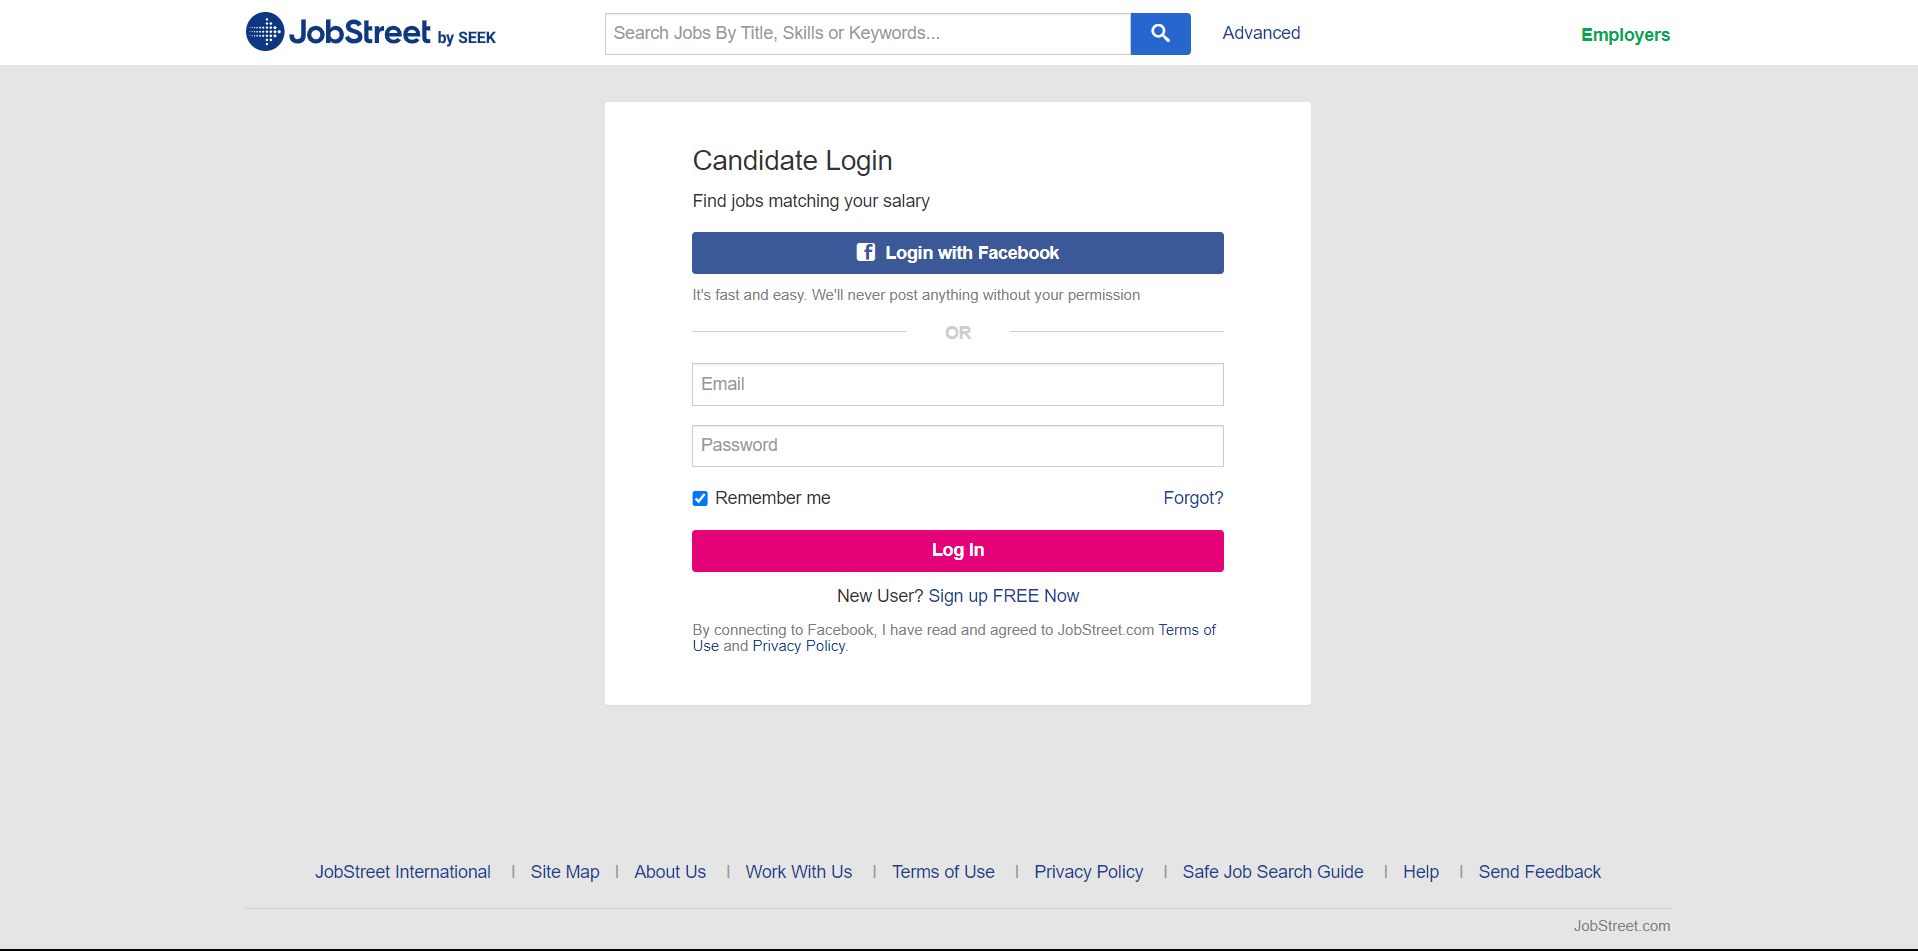 JobStreet by SEEK
Search Jobs By Title, Skills or Keywords...
Advanced
Employers
Candidate Login
Find jobs matching your salary
Login with Facebook
It's fast and easy. We'll never post anything without your permission
OR
Email
Password
Remember me
Forgot?
Log In
New User? Sign up FREE Now
By connecting to Facebook, I have read and agreed to JobStreet.com Terms of
Use and Privacy Policy.
JobStreet International | Site Map | About Us | Work With Us | Terms of Use | Privacy Policy | Safe Job Search Guide | Help | Send Feedback
JobStreet.com